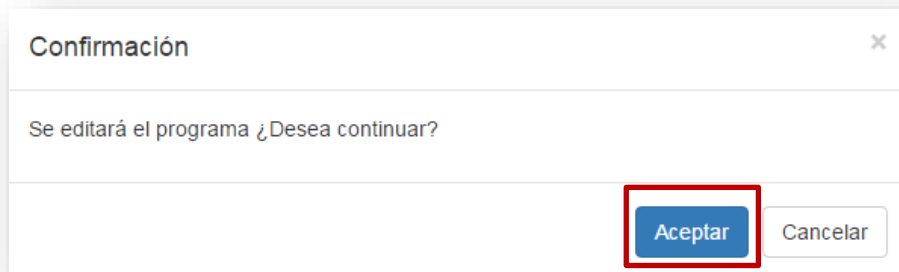 Confirmación ×
Se editará el programa ¿Desea continuar?
Aceptar Cancelar